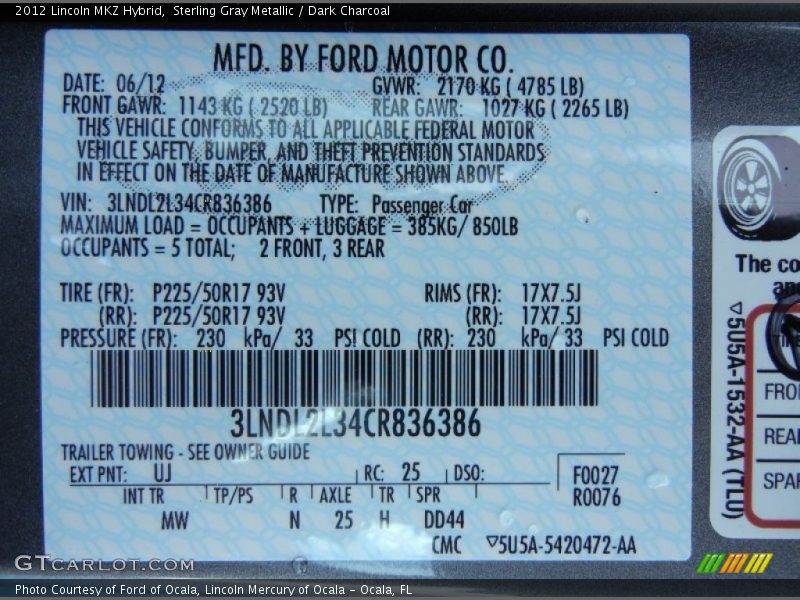 2012 Lincoln MKZ Hybrid,  Sterling Gray Metallic / Dark Charcoal
MFD. BY FORD MOTOR CO.
DATE: 06/12 GVWR: 2170 KG ( 4785 LB)
FRONT GAWR: 1143 KG ( 2520 LB) REAR GAWR: 1027 KG ( 2265 LB)
THIS VEHICLE CONFORMS TO ALL APPLICABLE FEDERAL MOTOR
VEHICLE SAFETY, BUMPER, AND THEFT PREVENTION STANDARDS
IN EFFECT ON THE DATE OF MANUFACTURE SHOWN ABOVE.
VIN: 3LNDL2L34CR836386 TYPE: Passenger Car
MAXIMUM LOAD = OCCUPANTS + LUGGAGE = 385KG/ 850LB
OCCUPANTS = 5 TOTAL; 2 FRONT, 3 REAR
TIRE (FR): P225/50R17 93V RIMS (FR): 17X7.5J
(RR): P225/50R17 93V (RR): 17X7.5J
PRESSURE (FR): 230 kPa/ 33 PSI COLD (RR): 230 kPa/ 33 PSI COLD
3LNDL2L34CR836386
TRAILER TOWING - SEE OWNER GUIDE
EXT PNT: UJ RC: 25 DSO: F0027
INT TR TP/PS R AXLE TR SPR R0076
MW N 25 H DD44
CMC ▽5U5A-5420472-AA
The co
an
▽5U5A-1532-AA (TLU)
FRO
REA
SPA
GTCARLOT.COM
Photo Courtesy of Ford of Ocala, Lincoln Mercury of Ocala - Ocala, FL